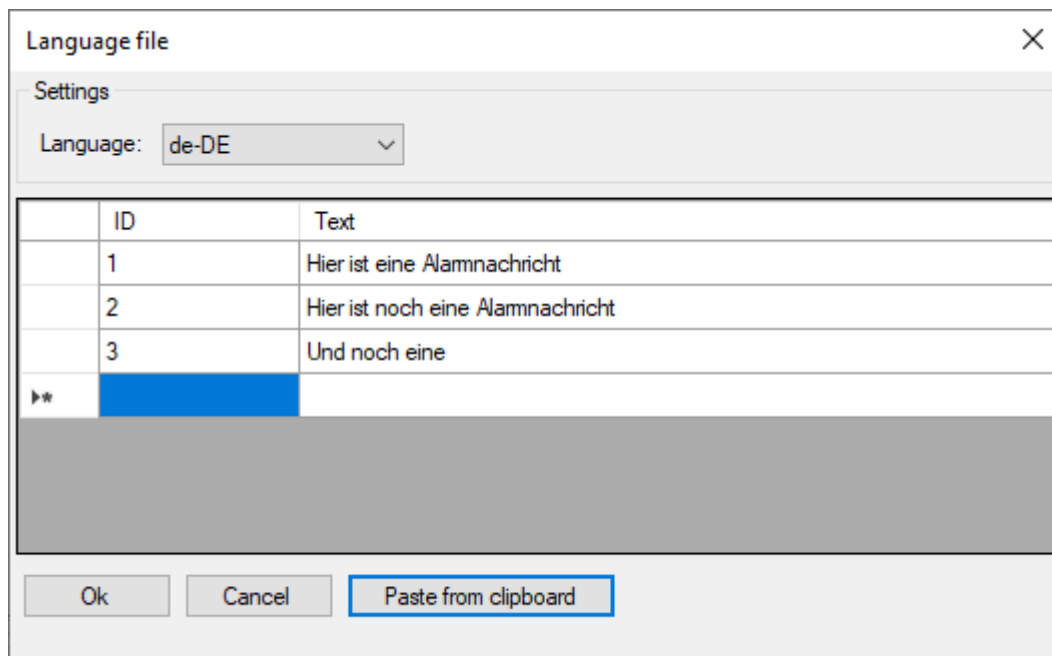 Language file
Settings
Language: de-DE
ID Text
1 Hier ist eine Alarmnachricht
2 Hier ist noch eine Alarmnachricht
3 Und noch eine
Ok Cancel Paste from clipboard